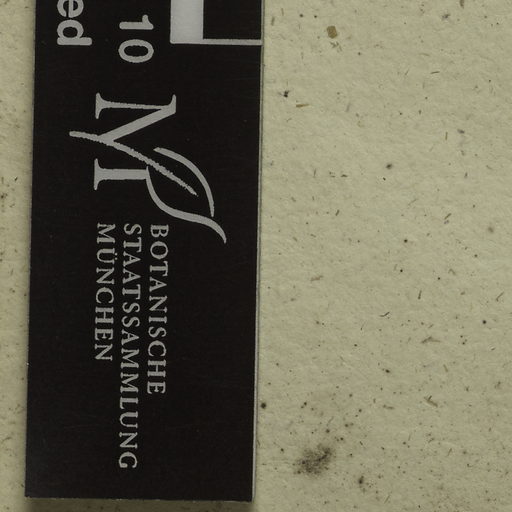 10
ed
BOTANISCHE
STAATSSAMMLUNG
MÜNCHEN